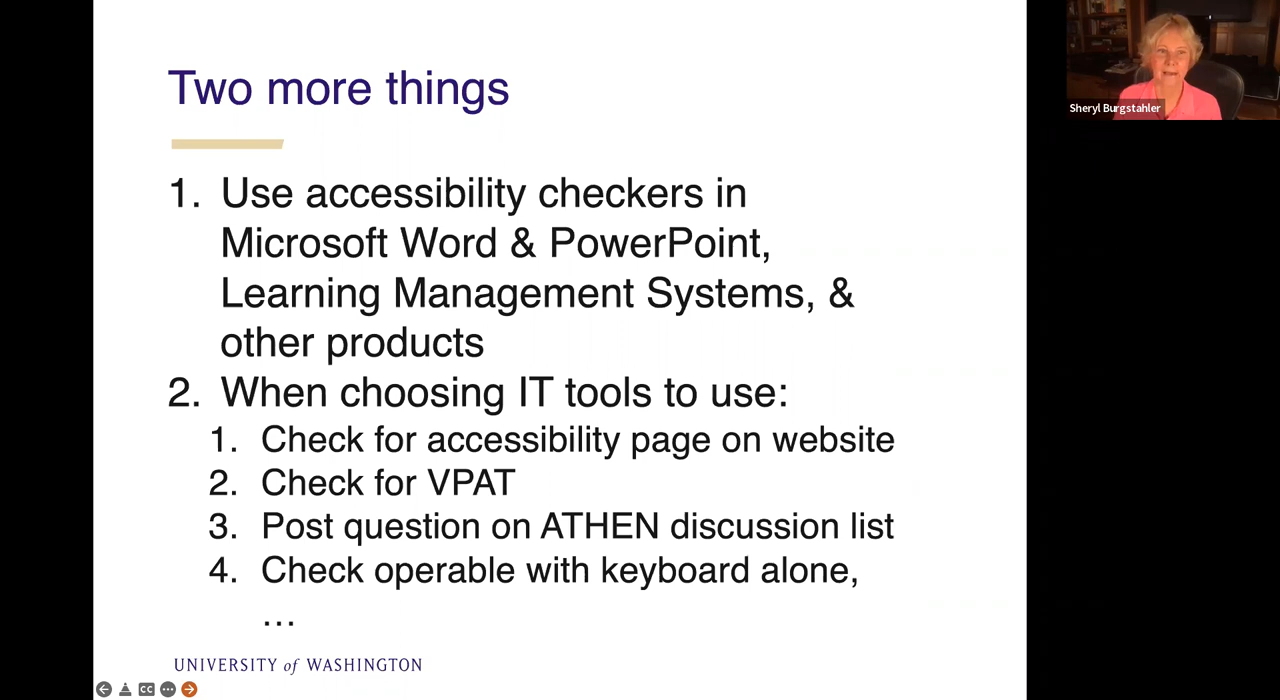 Two more things
1. Use accessibility checkers in
Microsoft Word & PowerPoint,
Learning Management Systems, &
other products
2. When choosing IT tools to use:
1. Check for accessibility page on website
2. Check for VPAT
3. Post question on ATHEN discussion list
4. Check operable with keyboard alone,
…
UNIVERSITY of WASHINGTON
CC
Sheryl Burgstahler